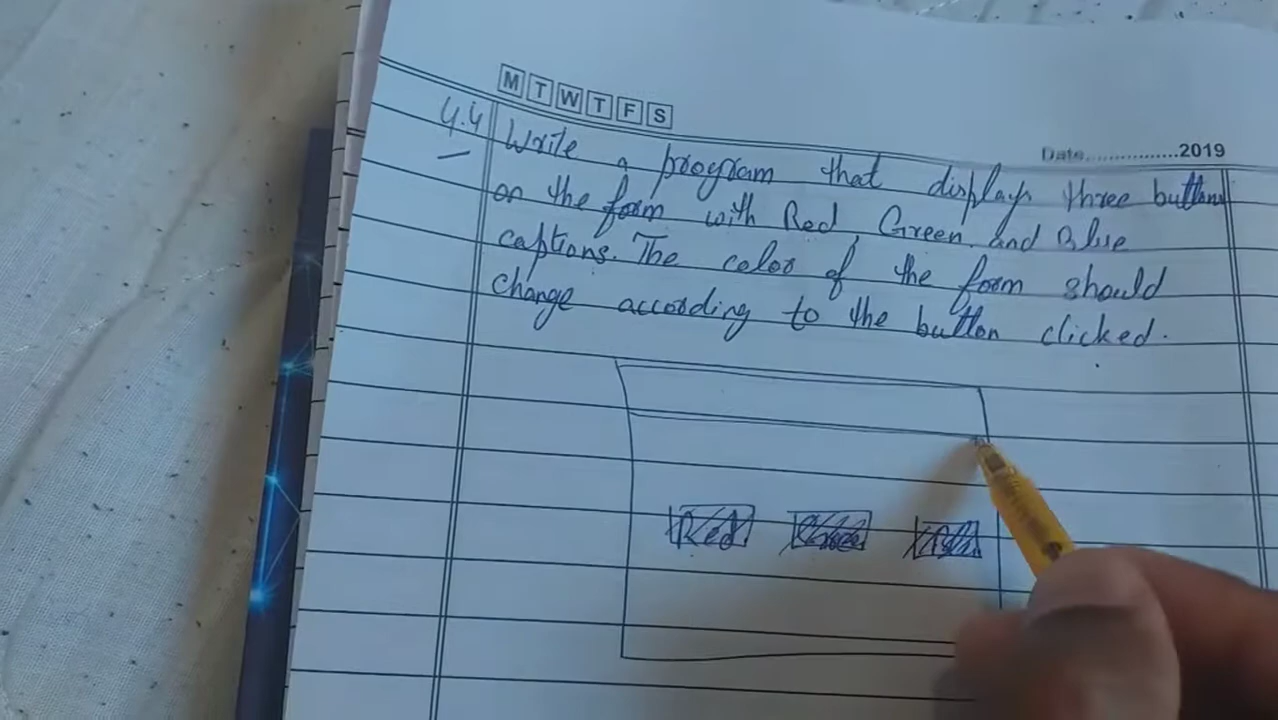 M T W T F S
Date...............2019
4.4 Write a program that displays three buttons
on the form with Red, Green and Blue
captions. The color of the form should
change according to the button clicked.
Red